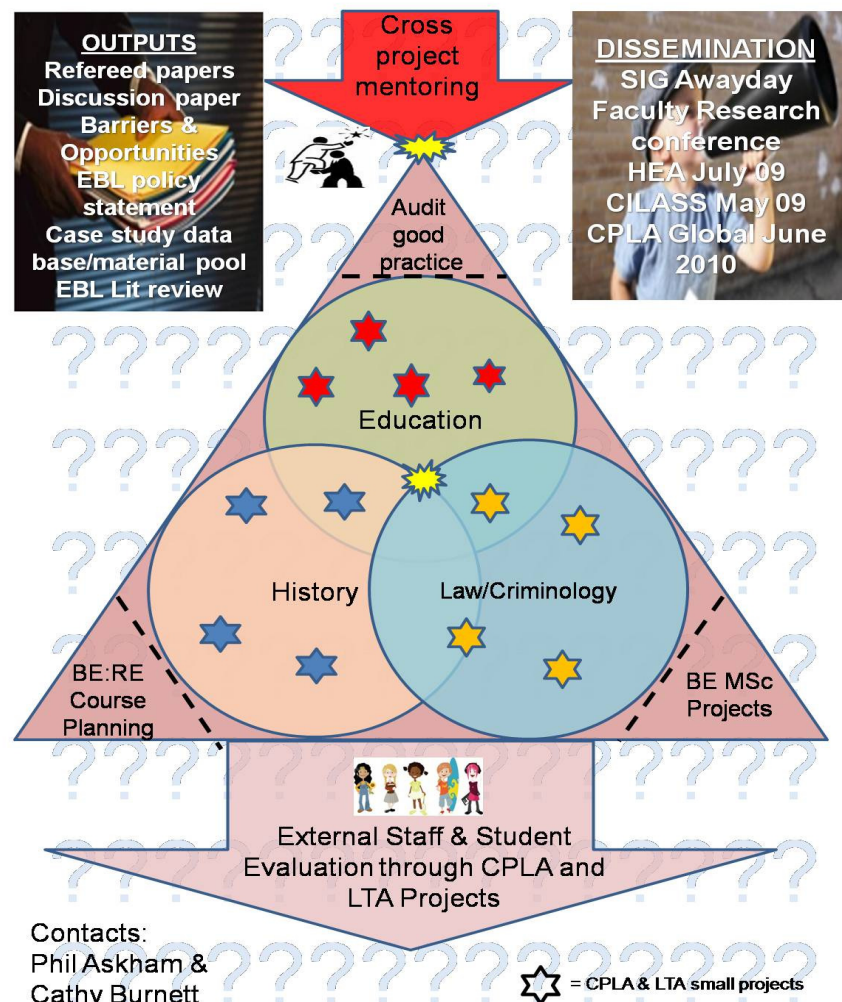 OUTPUTS
Refereed papers
Discussion paper
Barriers &
Opportunities
EBL policy
statement
Case study data
base/material pool
EBL Lit review
Cross
project
mentoring
DISSEMINATION
SIG Awayday
Faculty Research
conference
HEA July 09
CILASS May 09
CPLA Global June
2010
Audit
good
practice
Education
History
Law/Criminology
BE:RE
Course
Planning
BE MSc
Projects
External Staff & Student
Evaluation through CPLA and
LTA Projects
Contacts:
Phil Askham &
Cathy Burnett
= CPLA & LTA small projects